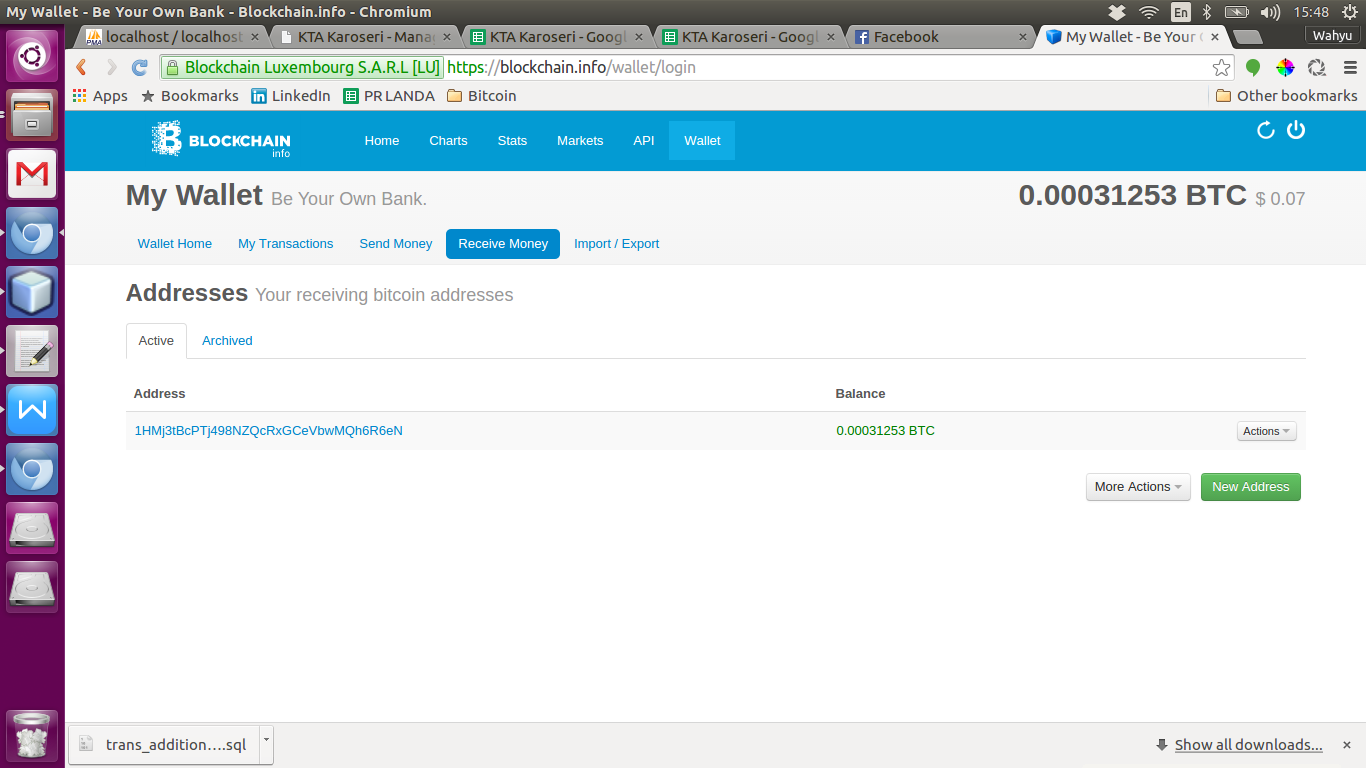 My Wallet - Be Your Own Bank - Blockchain.info - Chromium
En
15:48
localhost / localhost
KTA Karoseri - Mana
KTA Karoseri - Googl
KTA Karoseri - Googl
Facebook
My Wallet - Be Your
Wahyu
Blockchain Luxembourg S.A.R.L [LU] https://blockchain.info/wallet/login
Apps Bookmarks LinkedIn PR LANDA Bitcoin Other bookmarks
BLOCKCHAIN
info
Home Charts Stats Markets API Wallet
My Wallet Be Your Own Bank. 0.00031253 BTC $ 0.07
Wallet Home My Transactions Send Money Receive Money Import / Export
Addresses Your receiving bitcoin addresses
Active Archived
Address Balance
1HMj3tBcPTj498NZQcRxGCeVbwMQh6R6eN 0.00031253 BTC Actions
More Actions New Address
trans_addition....sql Show all downloads...